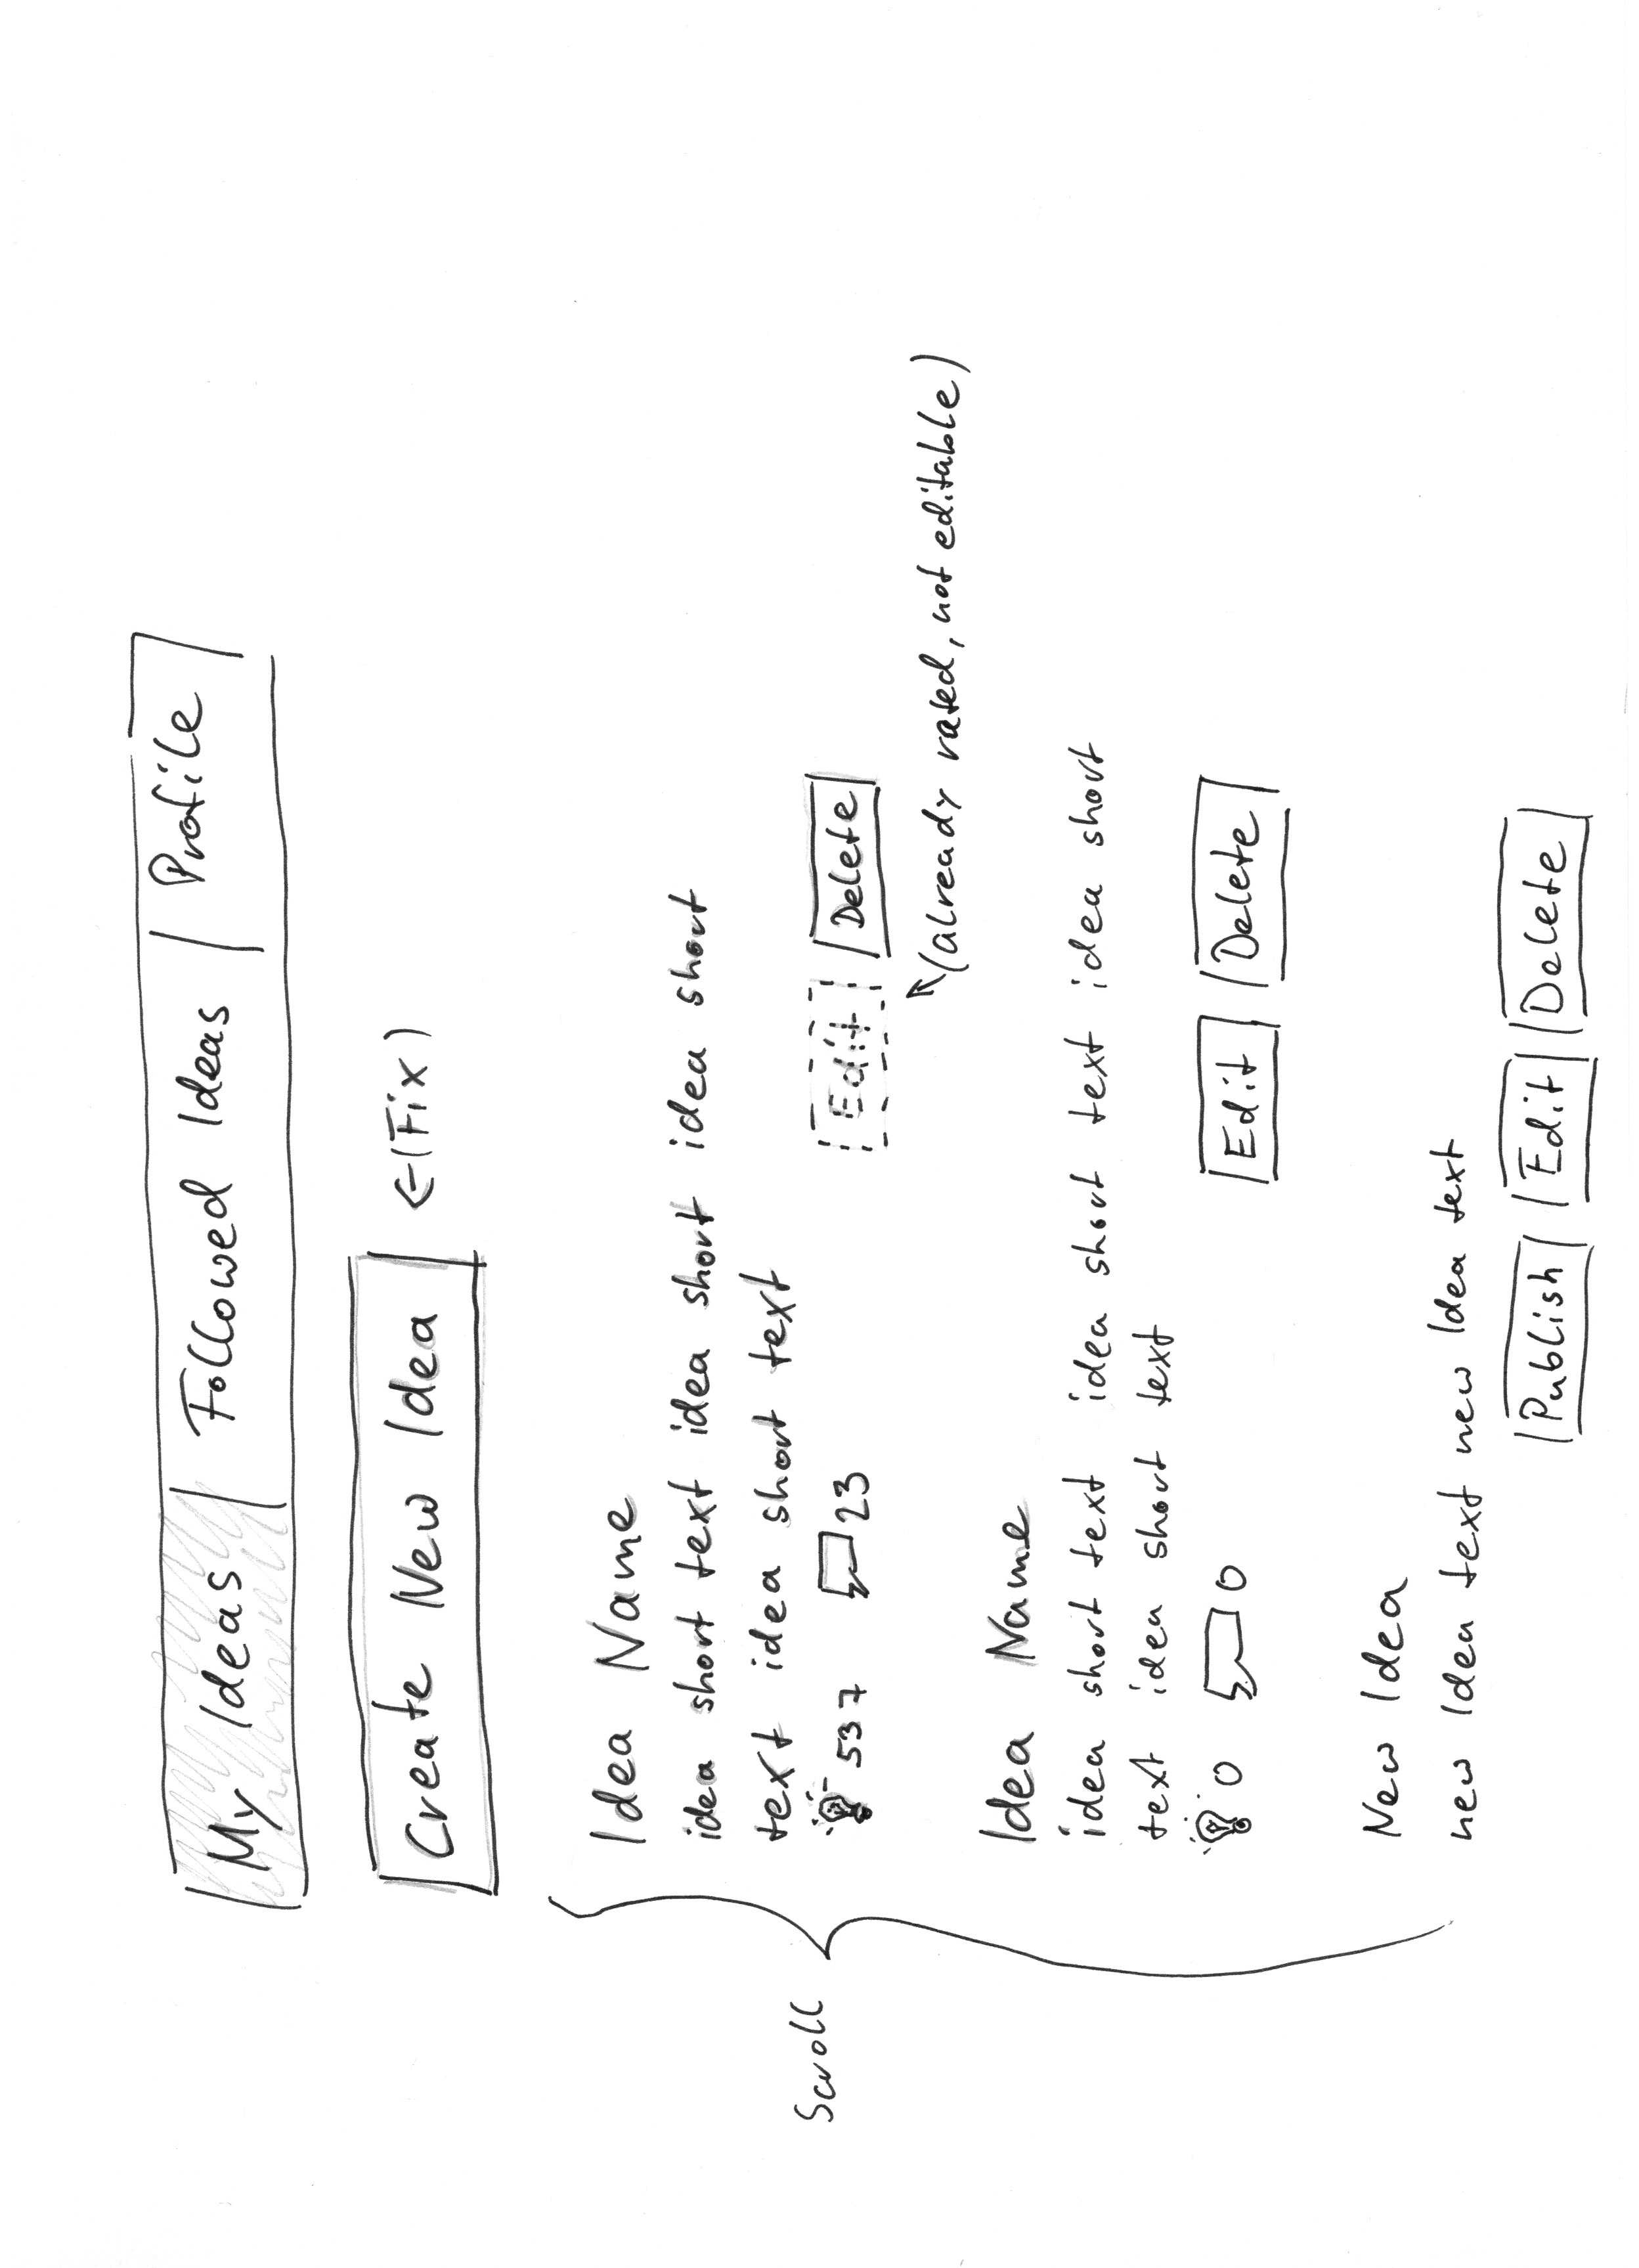 My Ideas Followed Ideas Profile
Create New Idea ←(Fix)
Idea Name
idea short text idea short idea short
text idea short text
Scroll
537 23 Edit Delete
(already rated, not editable)
Idea Name
idea short text idea short text idea short
text idea short text
0 0 Edit Delete
New Idea
new Idea text new Idea text
Publish Edit Delete